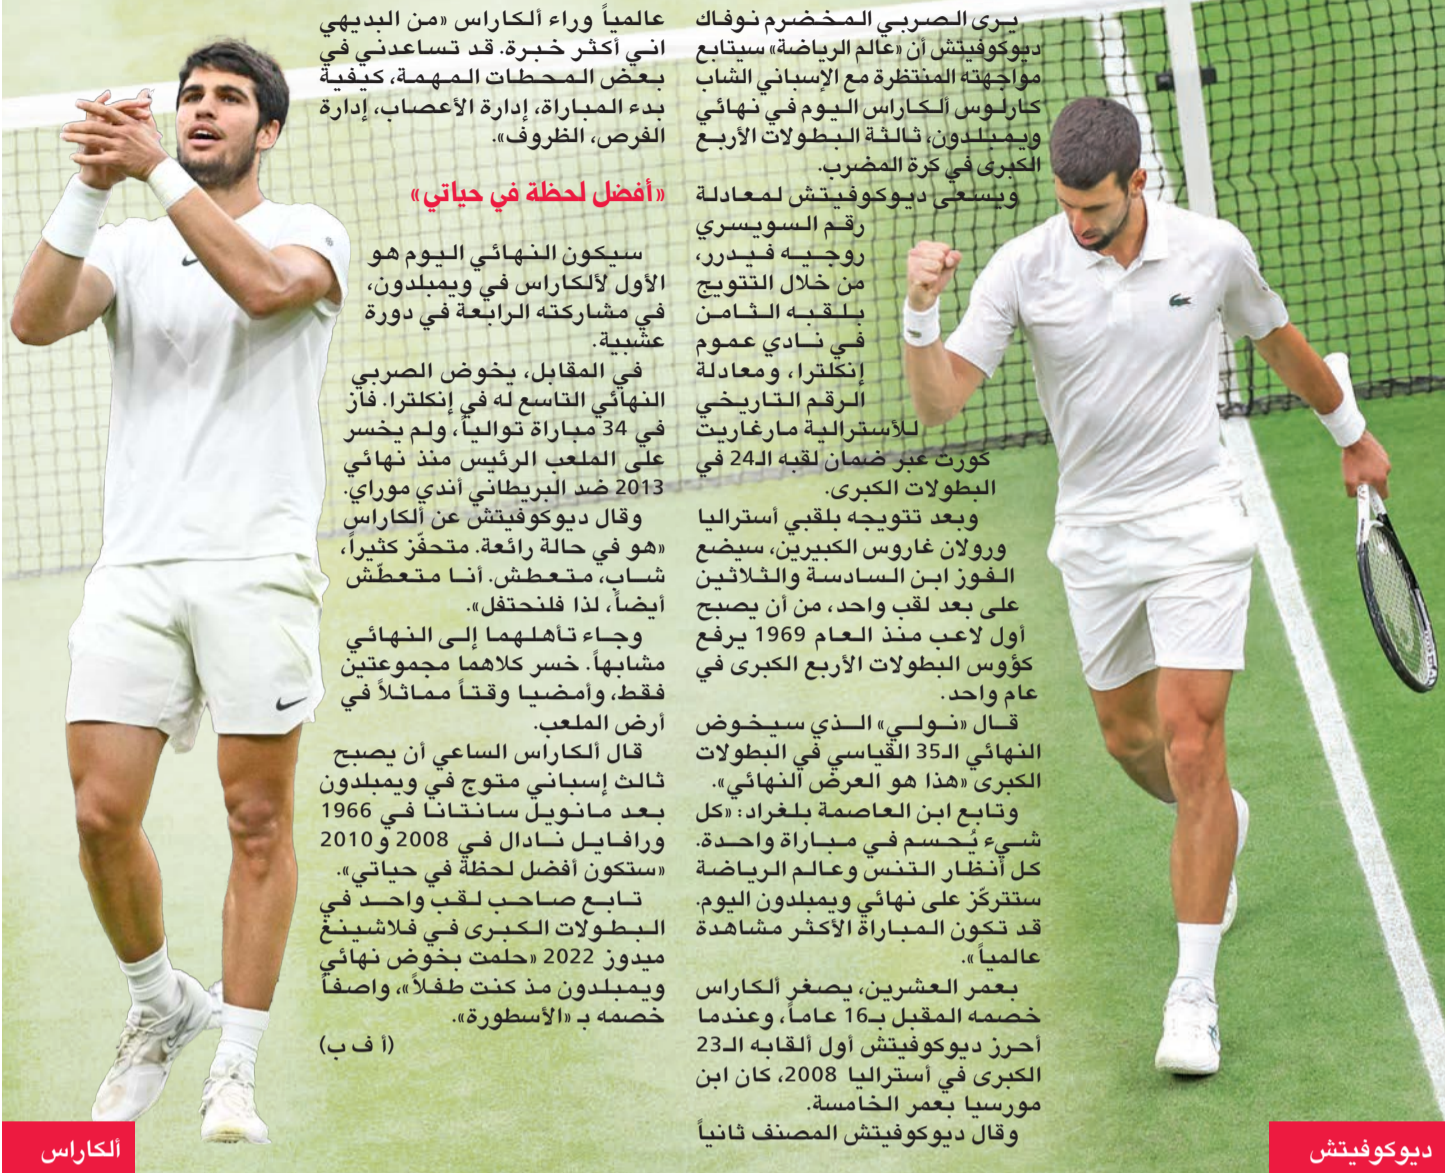 يرى الصربي المخضرم نوفاك
ديوكوفيتش أن «عالم الرياضة» سيتابع
مواجهته المنتظرة مع الإسباني الشاب
كارلوس ألكاراس اليوم في نهائي
ويمبلدون، ثالثة البطولات الأربع
الكبرى في كرة المضرب.
ويسعى ديوكوفيتش لمعادلة
رقم السويسري
روجيه فيدرر،
من خلال التتويج
بلقبه الثامن
في نادي عموم
إنكلترا، ومعادلة
الرقم التاريخي
للأسترالية مارغاريت
كورت عبر ضمان لقبه الـ24 في
البطولات الكبرى.
وبعد تتويجه بلقبي أستراليا
ورولان غاروس الكبيرين، سيضع
الفوز ابن السادسة والثلاثين
على بعد لقب واحد، من أن يصبح
أول لاعب منذ العام 1969 يرفع
كؤوس البطولات الأربع الكبرى في
عام واحد.
قال «نولي» الذي سيخوض
النهائي الـ35 القياسي في البطولات
الكبرى «هذا هو العرض النهائي».
وتابع ابن العاصمة بلغراد: «كل
شيء يُحسم في مباراة واحدة.
كل أنظار التنس وعالم الرياضة
ستتركّز على نهائي ويمبلدون اليوم.
قد تكون المباراة الأكثر مشاهدة
عالمياً».
بعمر العشرين، يصغر ألكاراس
خصمه المقبل بـ16 عاماً، وعندما
أحرز ديوكوفيتش أول ألقابه الـ23
الكبرى في أستراليا 2008، كان ابن
مورسيا بعمر الخامسة.
وقال ديوكوفيتش المصنف ثانياً
عالمياً وراء ألكاراس «من البديهي
اني أكثر خبرة. قد تساعدني في
بعض المحطات المهمة، كيفية
بدء المباراة، إدارة الأعصاب، إدارة
الفرص، الظروف».
«أفضل لحظة في حياتي»
سيكون النهائي اليوم هو
الأول لألكاراس في ويمبلدون،
في مشاركته الرابعة في دورة
عشبية.
في المقابل، يخوض الصربي
النهائي التاسع له في إنكلترا. فاز
في 34 مباراة توالياً، ولم يخسر
على الملعب الرئيس منذ نهائي
2013 ضد البريطاني أندي موراي.
وقال ديوكوفيتش عن ألكاراس
«هو في حالة رائعة. متحفّز كثيراً،
شاب، متعطش. أنا متعطّش
أيضاً، لذا فلنحتفل».
وجاء تأهلهما إلى النهائي
مشابهاً. خسر كلاهما مجموعتين
فقط، وأمضيا وقتاً مماثلاً في
أرض الملعب.
قال ألكاراس الساعي أن يصبح
ثالث إسباني متوج في ويمبلدون
بعد مانويل سانتانا في 1966
ورافايل نادال في 2008 و2010
«ستكون أفضل لحظة في حياتي».
تابع صاحب لقب واحد في
البطولات الكبرى في فلاشينغ
ميدوز 2022 «حلمت بخوض نهائي
ويمبلدون مذ كنت طفلاً»، واصفاً
خصمه بـ «الأسطورة».
(أ ف ب)
ديوكوفيتش
ألكاراس